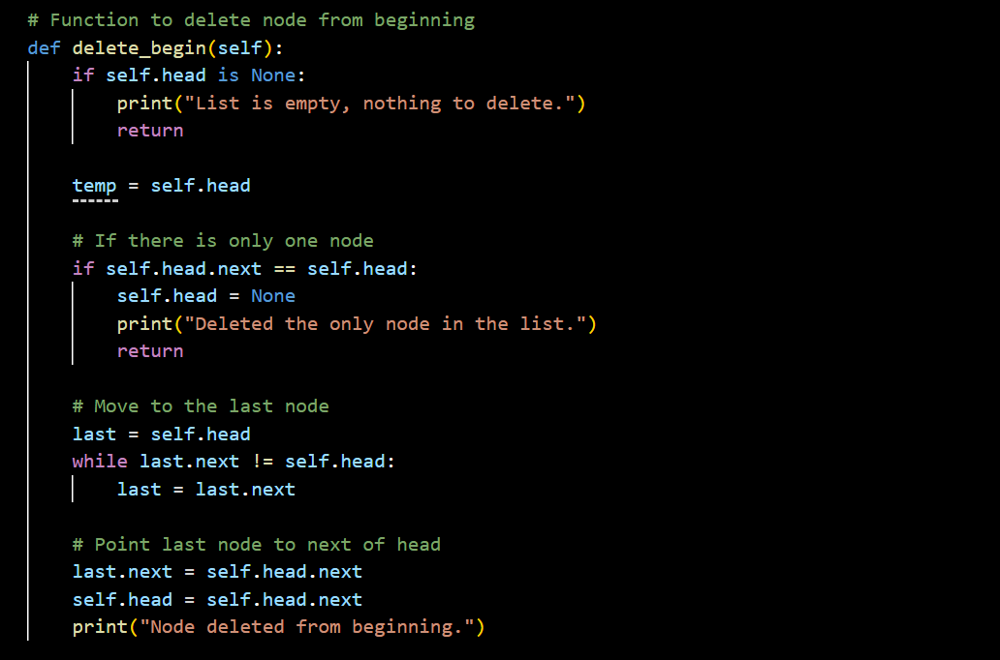 # Function to delete node from beginning
def delete_begin(self):
    if self.head is None:
        print("List is empty, nothing to delete.")
        return
    temp = self.head
    # If there is only one node
    if self.head.next == self.head:
        self.head = None
        print("Deleted the only node in the list.")
        return
    # Move to the last node
    last = self.head
    while last.next != self.head:
        last = last.next
    # Point last node to next of head
    last.next = self.head.next
    self.head = self.head.next
    print("Node deleted from beginning.")